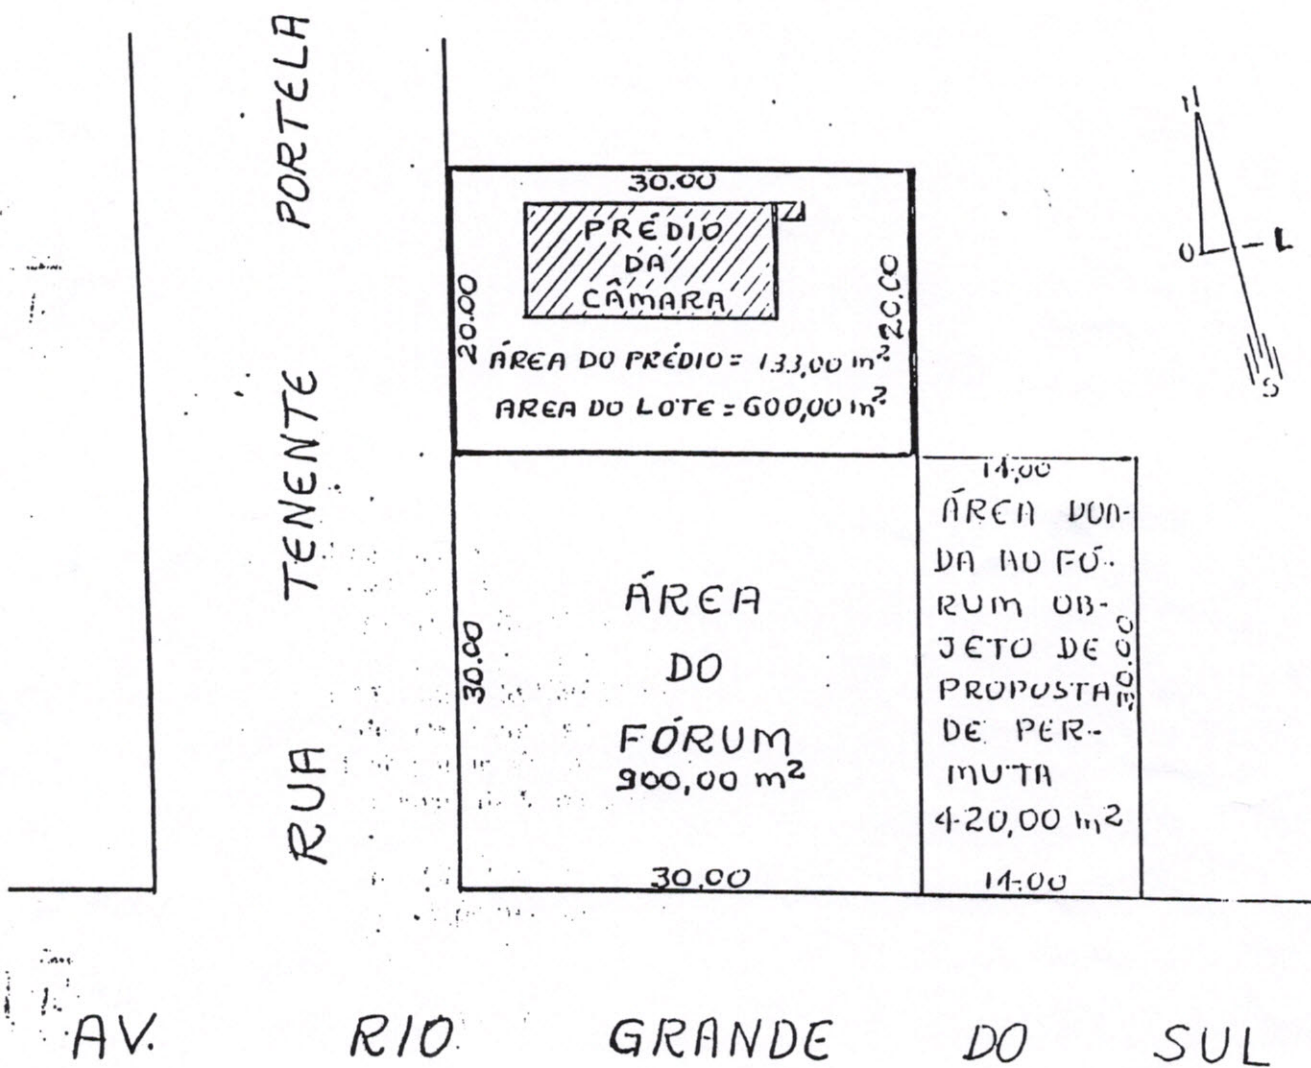 RUA TENENTE PORTELA
30.00
PRÉDIO
DA
CÂMARA
20.00
20,00
ÁREA DO PRÉDIO = 133,00 m²
AREA DO LOTE = 600,00 m²
N
O
L
S
14,00
ÁREA DOA-
DA AO FÓ-
RUM OB-
JETO DE
PROPOSTA
DE PER-
MUTA
420,00 m²
30.00
14.00
ÁREA
DO
FÓRUM
900,00 m²
30.00
30.00
AV. RIO GRANDE DO SUL